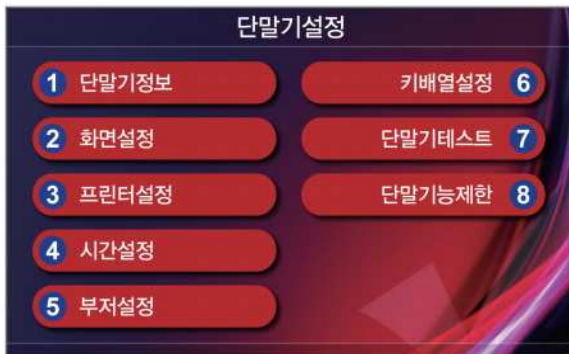 단말기설정
1 단말기정보
2 화면설정
3 프린터설정
4 시간설정
5 부저설정
키배열설정 6
단말기테스트 7
단말기능제한 8